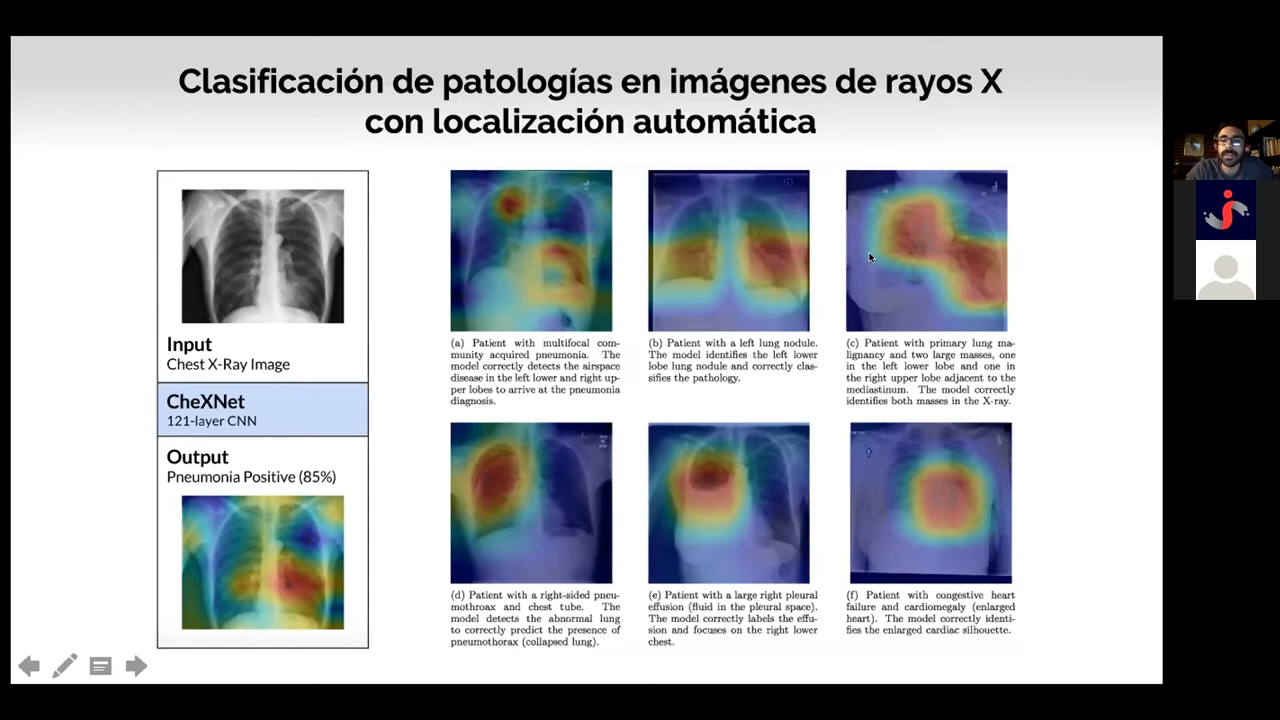 Clasificación de patologías en imágenes de rayos X
con localización automática
Input
Chest X-Ray Image
CheXNet
121-layer CNN
Output
Pneumonia Positive (85%)
(a) Patient with multifocal com-
munity acquired pneumonia. The
model correctly detects the airspace
disease in the left lower and right up-
per lobes to arrive at the pneumonia
diagnosis.
(b) Patient with a left lung nodule.
The model identifies the left lower
lobe lung nodule and correctly clas-
sifies the pathology.
(c) Patient with primary lung ma-
lignancy and two large masses, one
in the left lower lobe and one in
the right upper lobe adjacent to the
mediastinum. The model correctly
identifies both masses in the X-ray.
(d) Patient with a right-sided pneu-
mothroax and chest tube. The
model detects the abnormal lung
to correctly predict the presence of
pneumothorax (collapsed lung).
(e) Patient with a large right pleural
effusion (fluid in the pleural space).
The model correctly labels the effu-
sion and focuses on the right lower
chest.
(f) Patient with congestive heart
failure and cardiomegaly (enlarged
heart). The model correctly identi-
fies the enlarged cardiac silhouette.